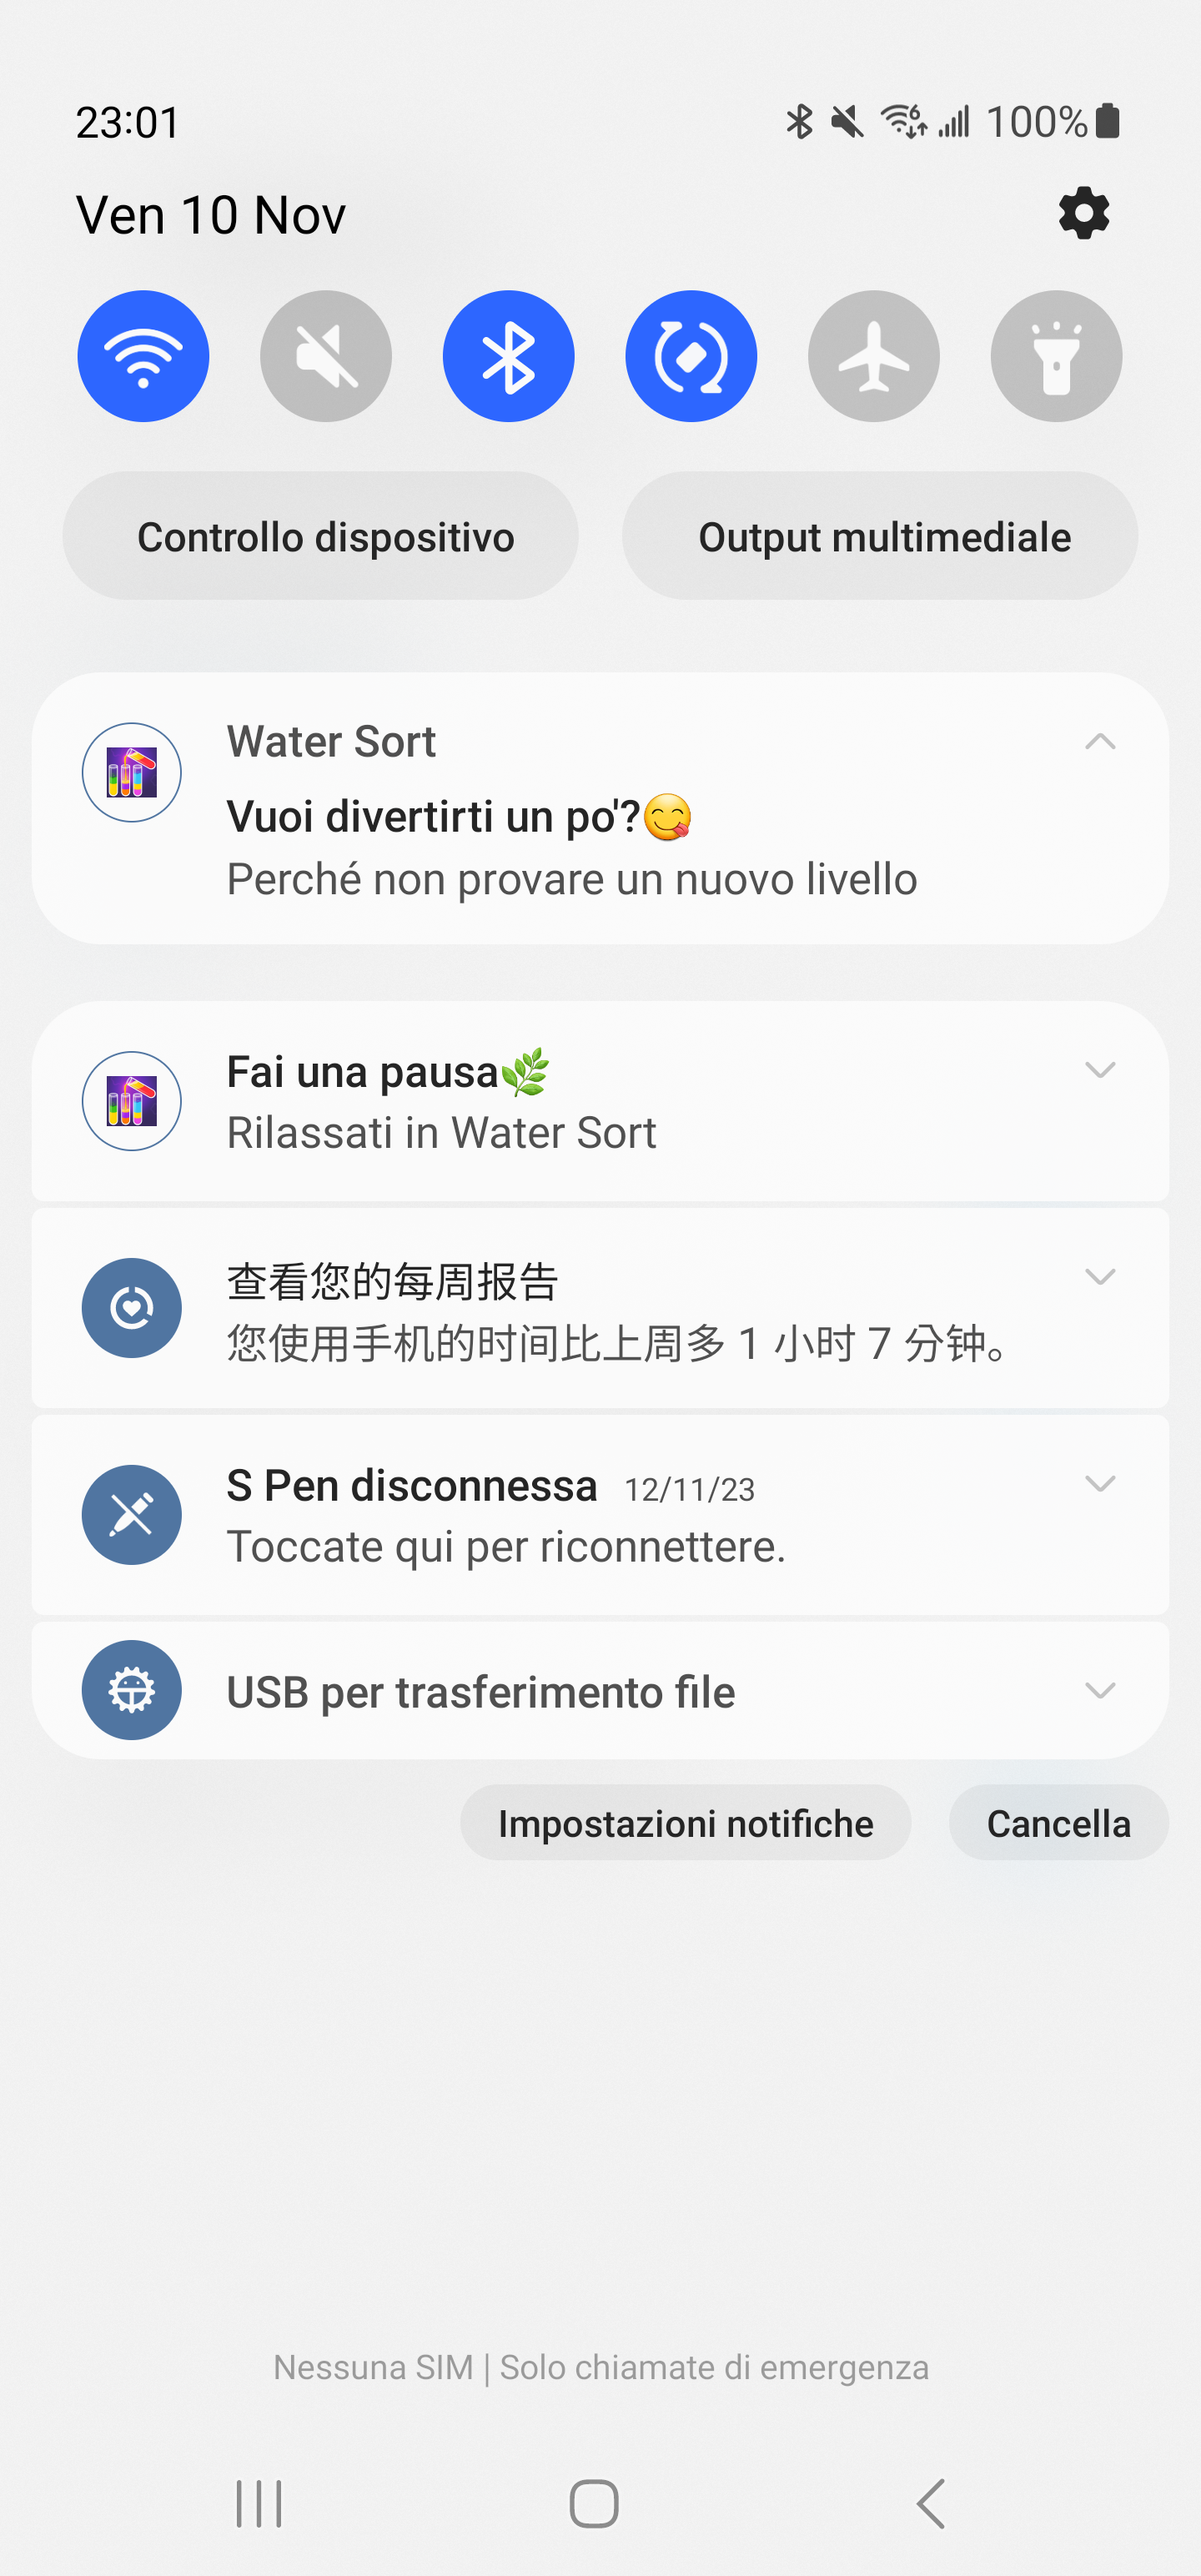 23:01
100%
Ven 10 Nov
Controllo dispositivo
Output multimediale
Water Sort
Vuoi divertirti un po'?😋
Perché non provare un nuovo livello
Fai una pausa🌿
Rilassati in Water Sort
查看您的每周报告
您使用手机的时间比上周多 1 小时 7 分钟。
S Pen disconnessa 12/11/23
Toccate qui per riconnettere.
USB per trasferimento file
Impostazioni notifiche
Cancella
Nessuna SIM | Solo chiamate di emergenza